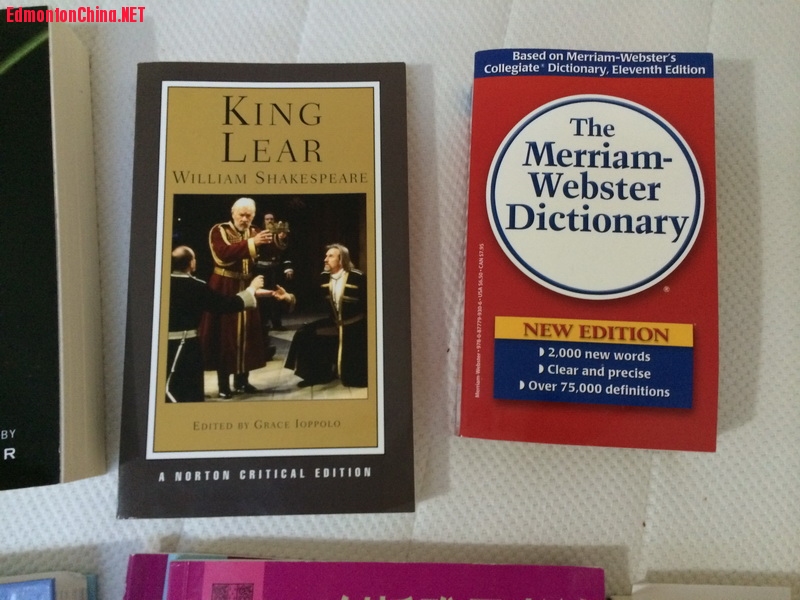 EdmontonChina.NET
KING
LEAR
WILLIAM SHAKESPEARE
EDITED BY GRACE IOPPOLO
A NORTON CRITICAL EDITION
Based on Merriam-Webster's
Collegiate® Dictionary, Eleventh Edition
The
Merriam-
Webster
Dictionary
®
NEW EDITION
2,000 new words
Clear and precise
Over 75,000 definitions
BY
R